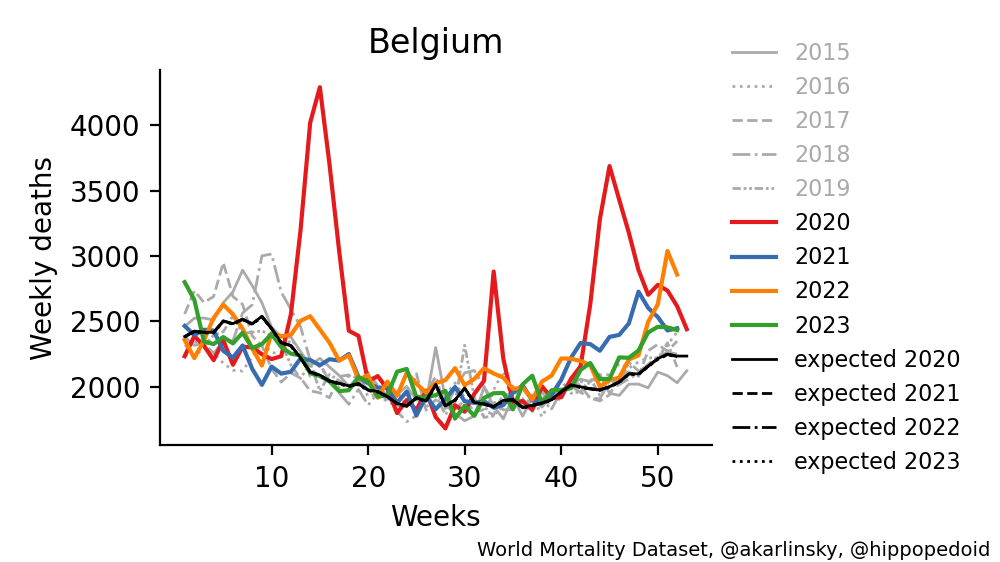 Belgium
Weekly deaths
4000
3500
3000
2500
2000
10 20 30 40 50
Weeks
2015
2016
2017
2018
2019
2020
2021
2022
2023
expected 2020
expected 2021
expected 2022
expected 2023
World Mortality Dataset, @akarlinsky, @hippopedoid